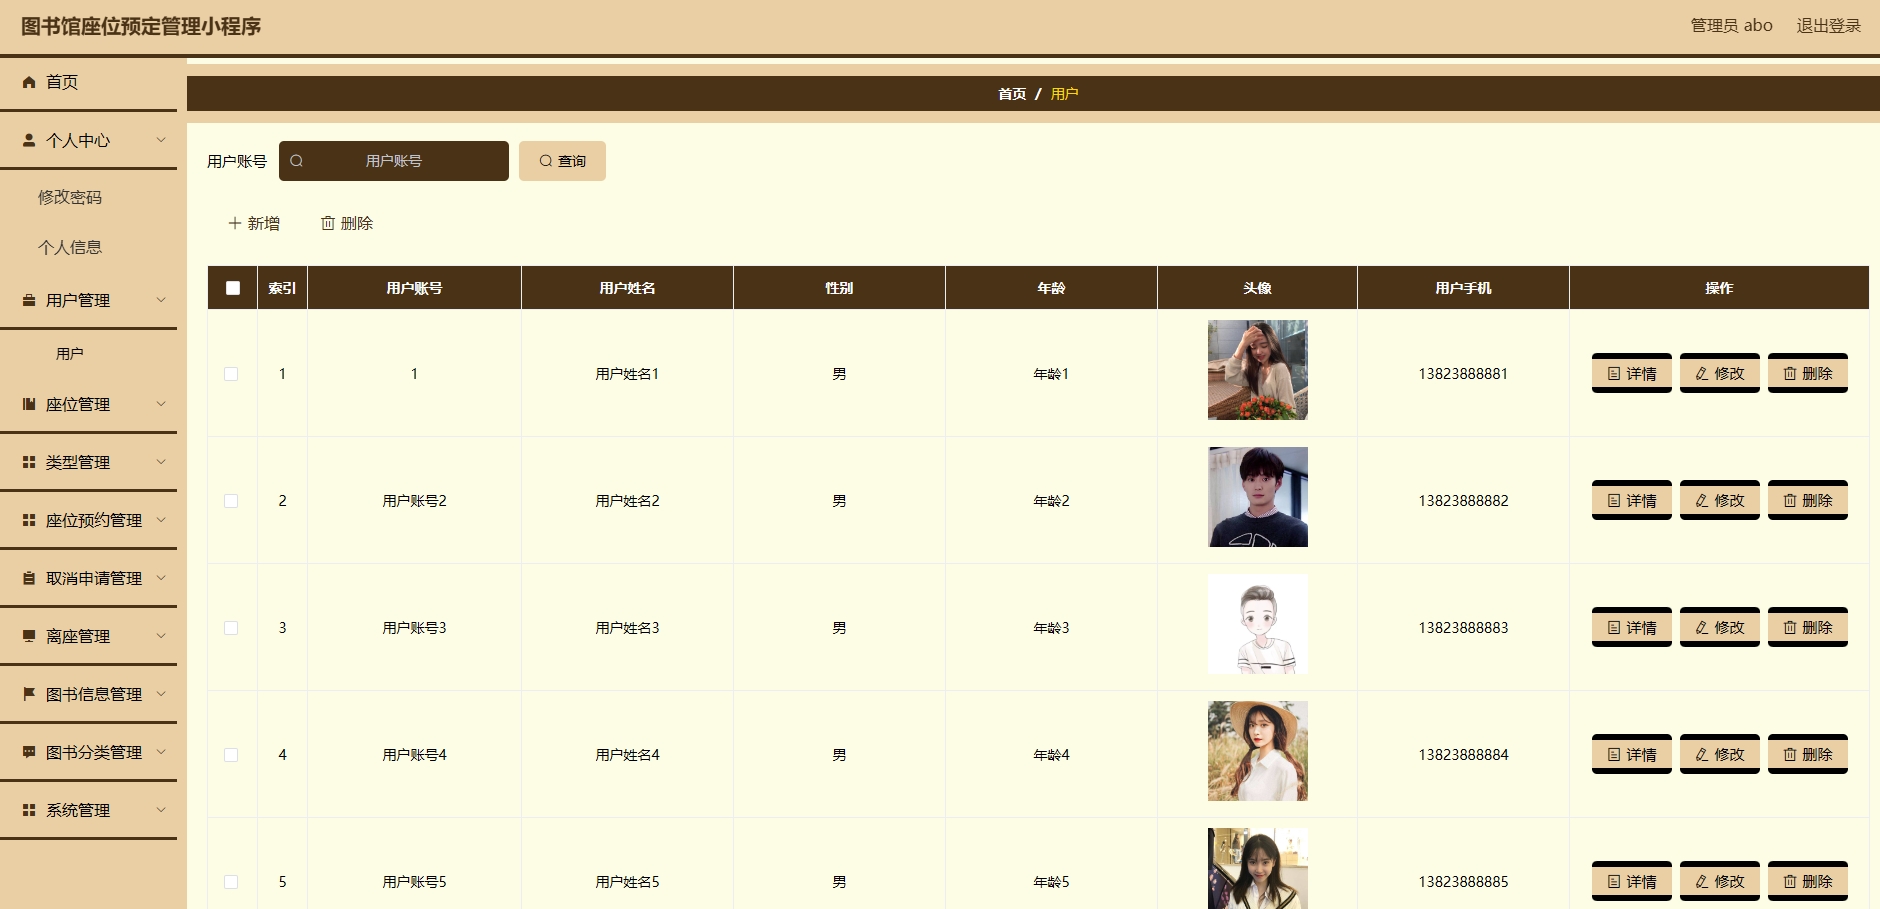 图书馆座位预定管理小程序
管理员 abo 退出登录
首页
个人中心
修改密码
个人信息
用户管理
用户
座位管理
类型管理
座位预约管理
取消申请管理
离座管理
图书信息管理
图书分类管理
系统管理
首页 / 用户
用户账号 用户账号 查询
新增 删除
索引 用户账号 用户姓名 性别 年龄 头像 用户手机 操作
1 1 用户姓名1 男 年龄1 13823888881 详情 修改 删除
2 用户账号2 用户姓名2 男 年龄2 13823888882 详情 修改 删除
3 用户账号3 用户姓名3 男 年龄3 13823888883 详情 修改 删除
4 用户账号4 用户姓名4 男 年龄4 13823888884 详情 修改 删除
5 用户账号5 用户姓名5 男 年龄5 13823888885 详情 修改 删除